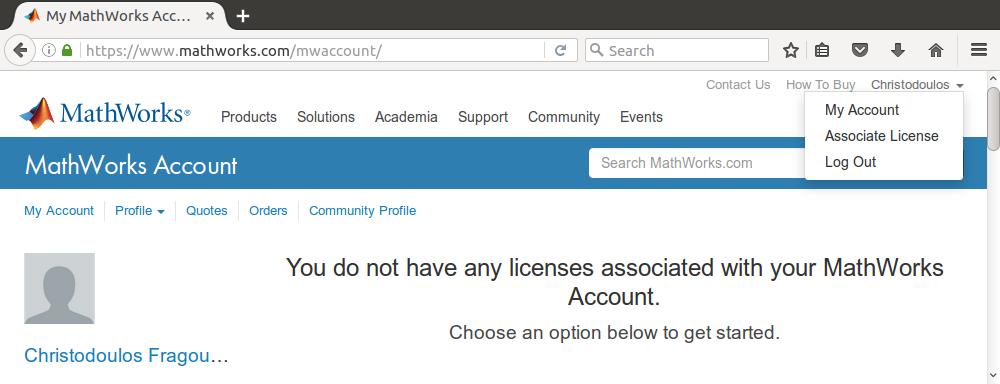 My MathWorks Acc...
https://www.mathworks.com/mwaccount/
Search
Contact Us How To Buy Christodoulos
MathWorks®
Products Solutions Academia Support Community Events
My Account
Associate License
Log Out
MathWorks Account
Search MathWorks.com
My Account Profile Quotes Orders Community Profile
You do not have any licenses associated with your MathWorks
Account.
Choose an option below to get started.
Christodoulos Fragou...